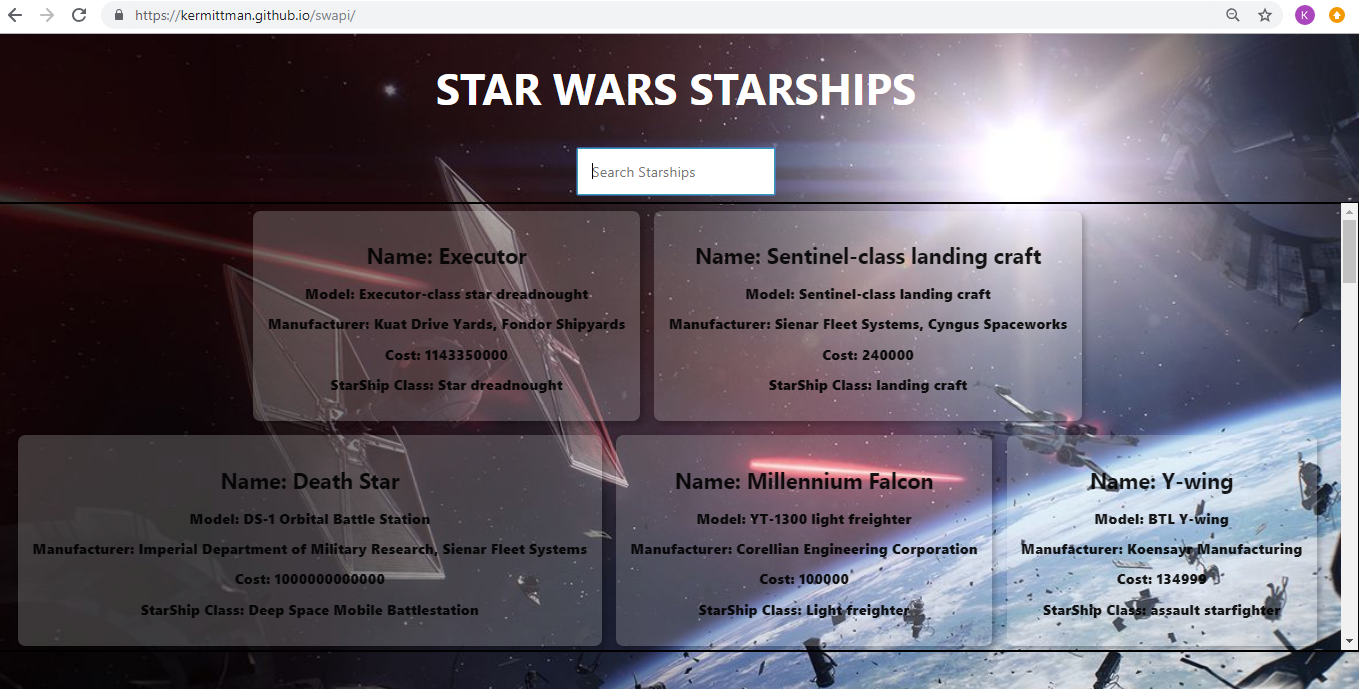 https://kermittman.github.io/swapi/
K
STAR WARS STARSHIPS
Search Starships
Name: Executor
Model: Executor-class star dreadnought
Manufacturer: Kuat Drive Yards, Fondor Shipyards
Cost: 1143350000
StarShip Class: Star dreadnought
Name: Sentinel-class landing craft
Model: Sentinel-class landing craft
Manufacturer: Sienar Fleet Systems, Cyngus Spaceworks
Cost: 240000
StarShip Class: landing craft
Name: Death Star
Model: DS-1 Orbital Battle Station
Manufacturer: Imperial Department of Military Research, Sienar Fleet Systems
Cost: 1000000000000
StarShip Class: Deep Space Mobile Battlestation
Name: Millennium Falcon
Model: YT-1300 light freighter
Manufacturer: Corellian Engineering Corporation
Cost: 100000
StarShip Class: Light freighter
Name: Y-wing
Model: BTL Y-wing
Manufacturer: Koensayr Manufacturing
Cost: 134999
StarShip Class: assault starfighter